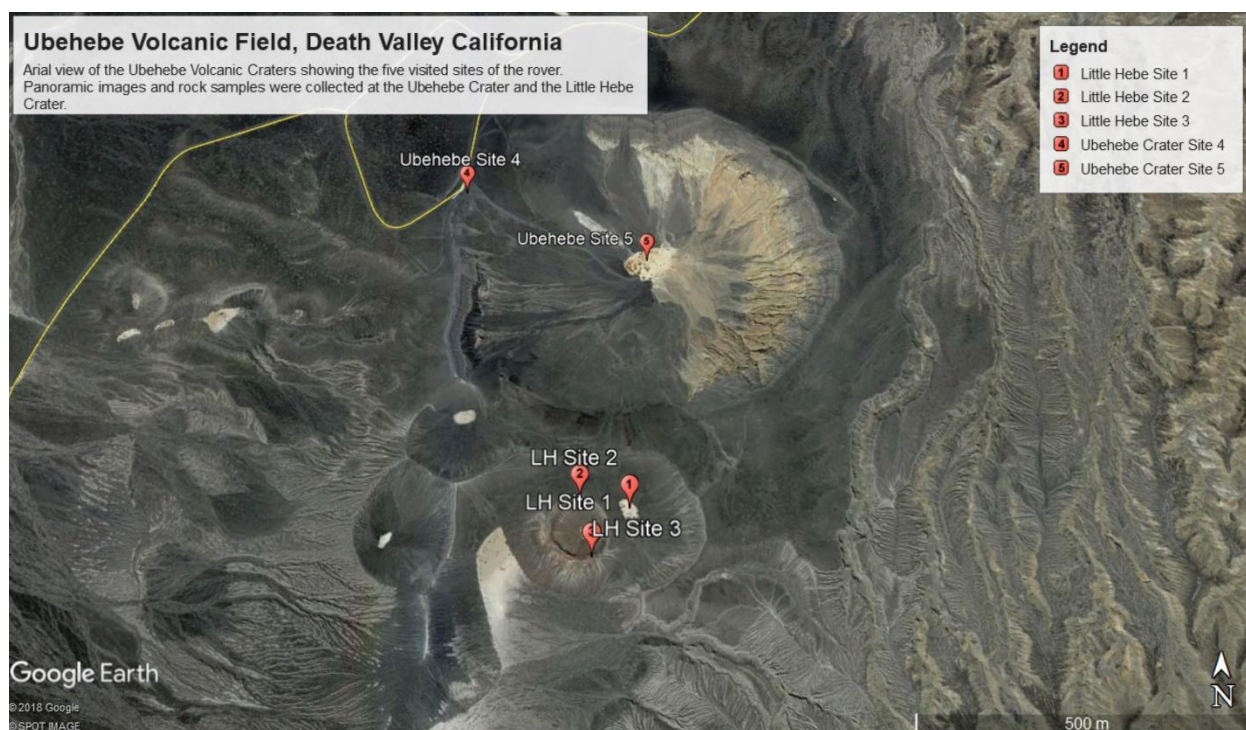 Ubehebe Volcanic Field, Death Valley California
Arial view of the Ubehebe Volcanic Craters showing the five visited sites of the rover.
Panoramic images and rock samples were collected at the Ubehebe Crater and the Little Hebe
Crater.
Legend
1 Little Hebe Site 1
2 Little Hebe Site 2
3 Little Hebe Site 3
4 Ubehebe Crater Site 4
5 Ubehebe Crater Site 5
Ubehebe Site 4
4
Ubehebe Site 5
5
LH Site 2
2
1
LH Site 1
LH Site 3
3
Google Earth
© 2018 Google
© SPOT IMAGE
N
500 m